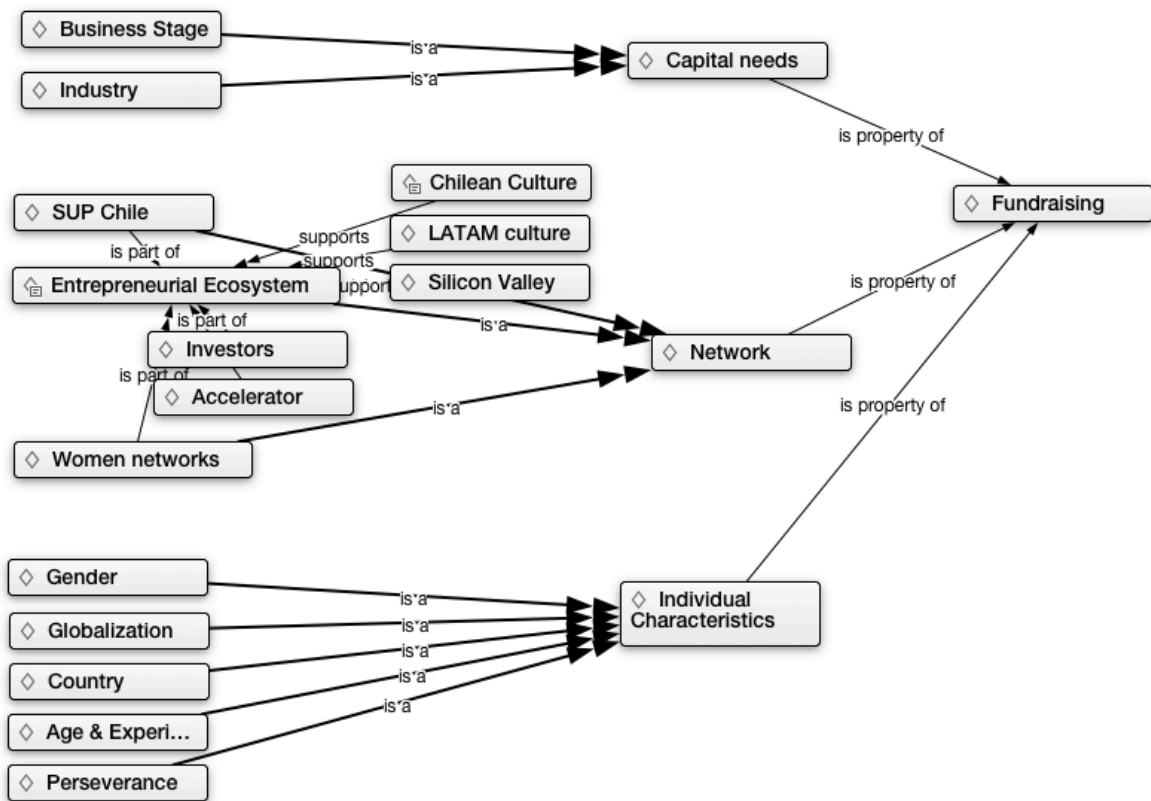 Business Stage
is a
Capital needs
Industry
is a
is property of
Chilean Culture
Fundraising
SUP Chile
LATAM culture
supports
is part of
supports
Entrepreneurial Ecosystem
support
Silicon Valley
is property of
is part of
is a
Investors
Network
is part of
Accelerator
is a
is property of
Women networks
Gender
is a
Individual
Characteristics
Globalization
is a
is a
Country
is a
Age & Experi...
is a
Perseverance